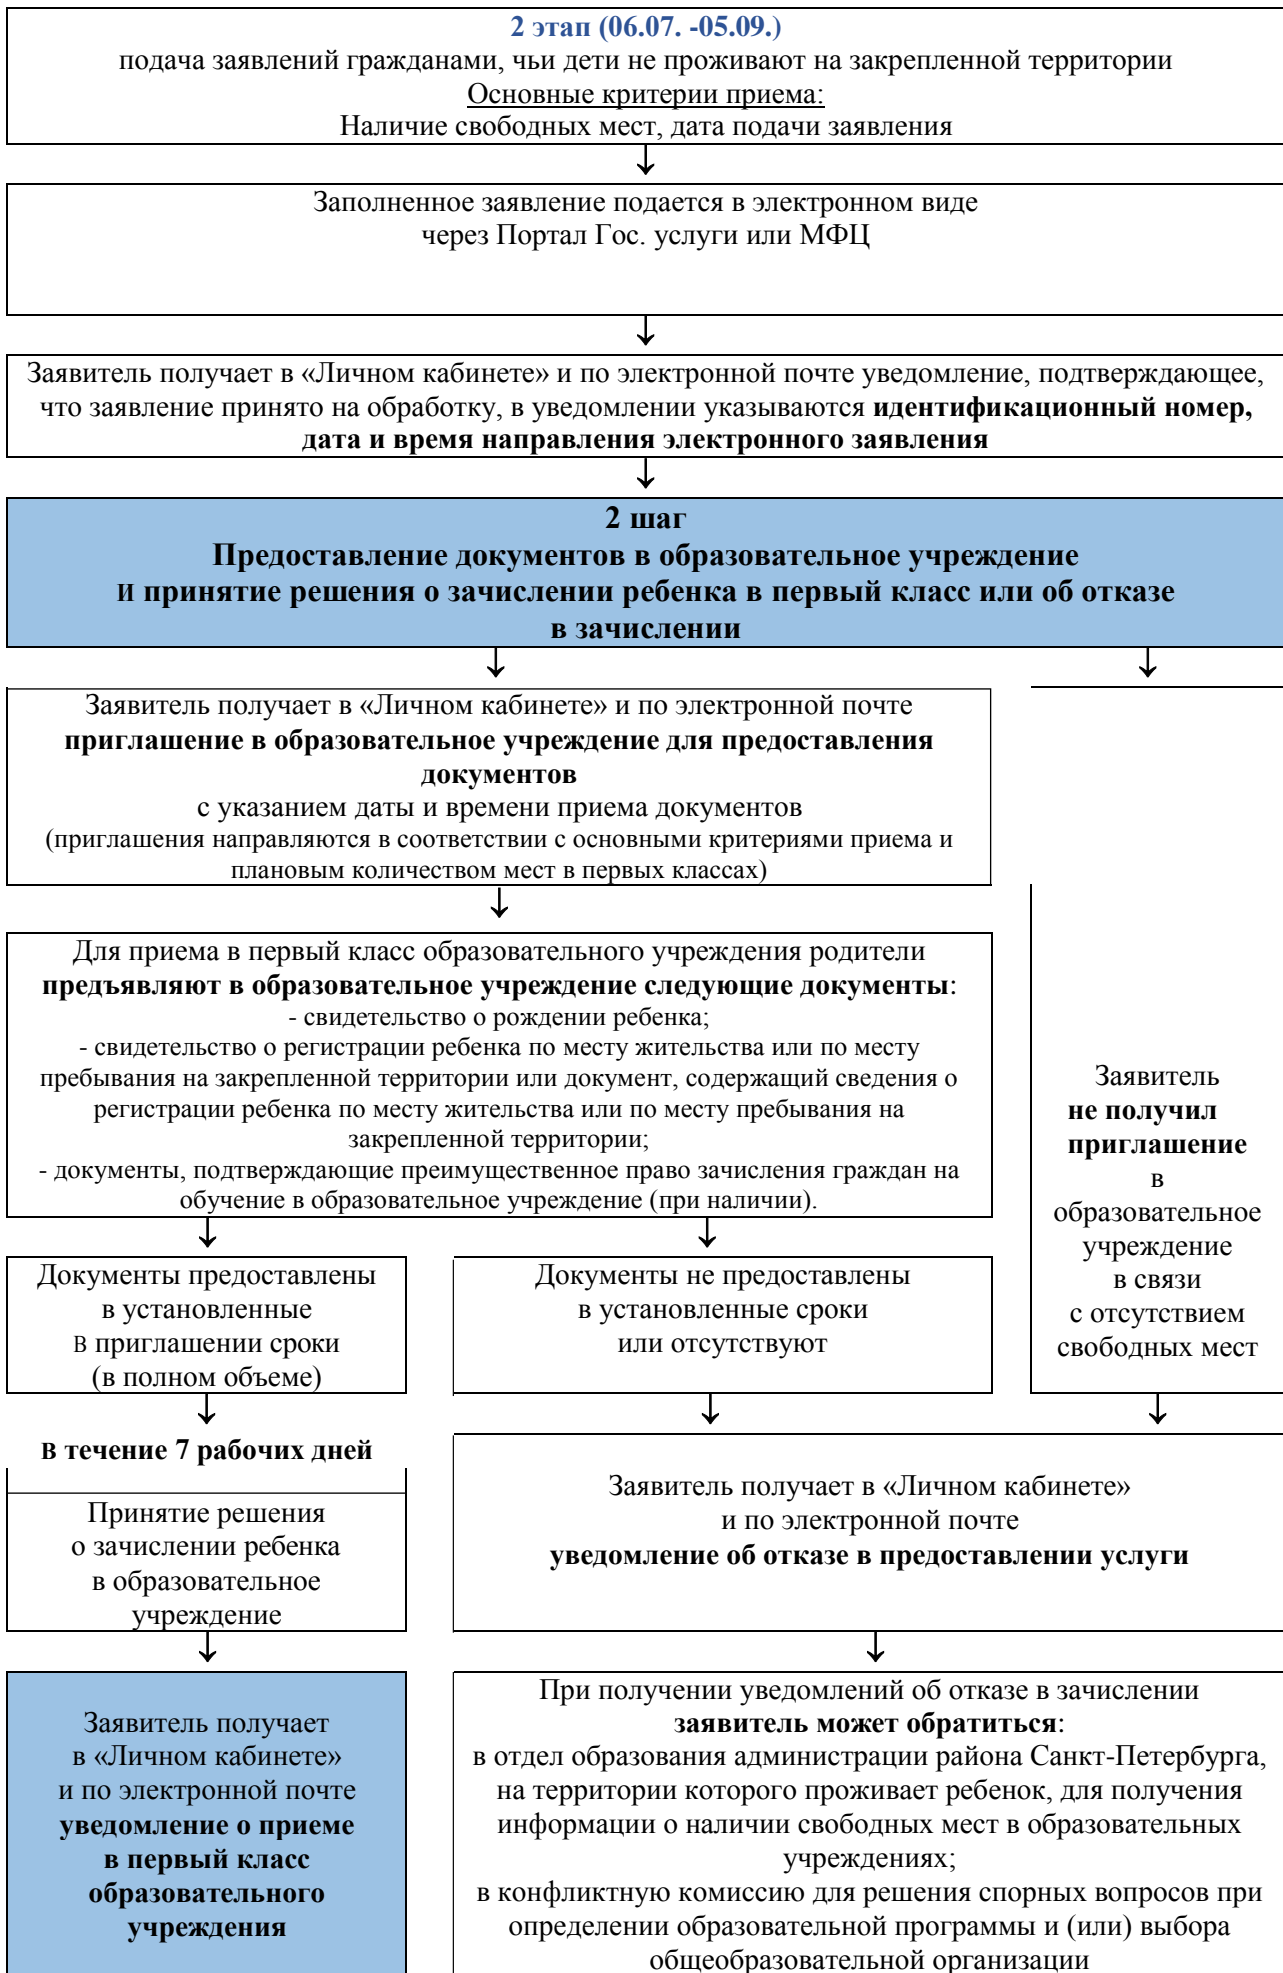 2 этап (06.07. -05.09.)
подача заявлений гражданами, чьи дети не проживают на закрепленной территории
Основные критерии приема:
Наличие свободных мест, дата подачи заявления
Заполненное заявление подается в электронном виде
через Портал Гос. услуги или МФЦ
Заявитель получает в «Личном кабинете» и по электронной почте уведомление, подтверждающее,
что заявление принято на обработку, в уведомлении указываются идентификационный номер,
дата и время направления электронного заявления
2 шаг
Предоставление документов в образовательное учреждение
и принятие решения о зачислении ребенка в первый класс или об отказе
в зачислении
Заявитель получает в «Личном кабинете» и по электронной почте
приглашение в образовательное учреждение для предоставления
документов
с указанием даты и времени приема документов
(приглашения направляются в соответствии с основными критериями приема и
плановым количеством мест в первых классах)
Для приема в первый класс образовательного учреждения родители
предъявляют в образовательное учреждение следующие документы:
- свидетельство о рождении ребенка;
- свидетельство о регистрации ребенка по месту жительства или по месту
пребывания на закрепленной территории или документ, содержащий сведения о
регистрации ребенка по месту жительства или по месту пребывания на
закрепленной территории;
- документы, подтверждающие преимущественное право зачисления граждан на
обучение в образовательное учреждение (при наличии).
Заявитель
не получил
приглашение
в
образовательное
учреждение
в связи
с отсутствием
свободных мест
Документы предоставлены
в установленные
в приглашении сроки
(в полном объеме)
Документы не предоставлены
в установленные сроки
или отсутствуют
в течение 7 рабочих дней
Принятие решения
о зачислении ребенка
в образовательное
учреждение
Заявитель получает в «Личном кабинете»
и по электронной почте
уведомление об отказе в предоставлении услуги
Заявитель получает
в «Личном кабинете»
и по электронной почте
уведомление о приеме
в первый класс
образовательного
учреждения
При получении уведомлений об отказе в зачислении
заявитель может обратиться:
в отдел образования администрации района Санкт-Петербурга,
на территории которого проживает ребенок, для получения
информации о наличии свободных мест в образовательных
учреждениях;
в конфликтную комиссию для решения спорных вопросов при
определении образовательной программы и (или) выбора
общеобразовательной организации